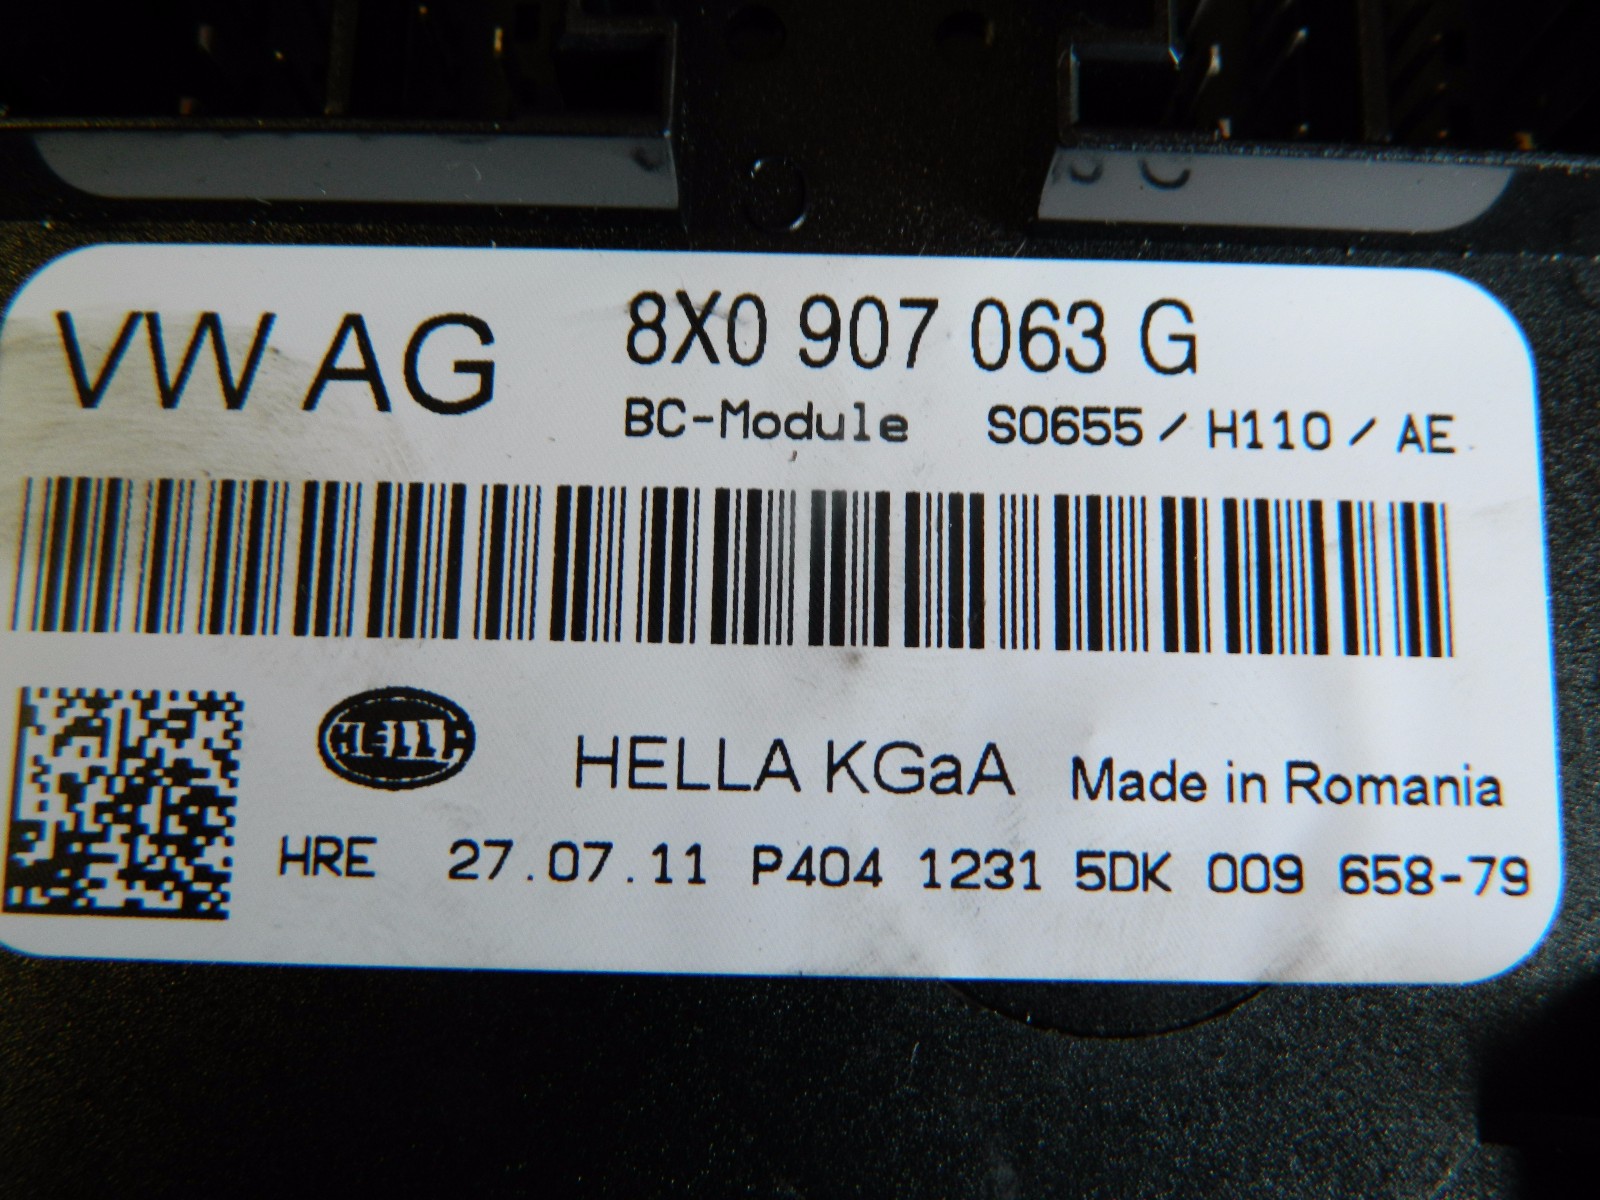 VW AG 8X0 907 063 G
BC-Module S0655 / H110 / AE
HELLA HELLA KGaA Made in Romania
HRE 27.07.11 P404 1231 5DK 009 658-79